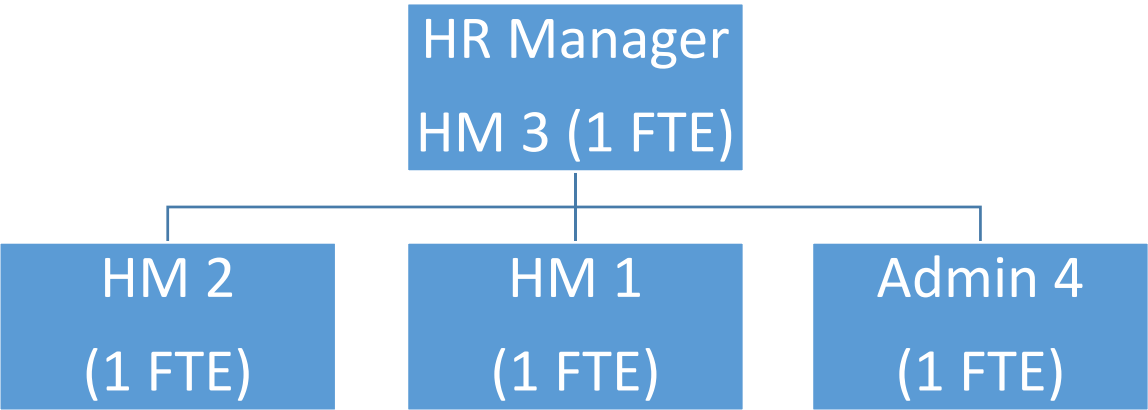 HR Manager
HM 3 (1 FTE)
HM 2
(1 FTE)
HM 1
(1 FTE)
Admin 4
(1 FTE)